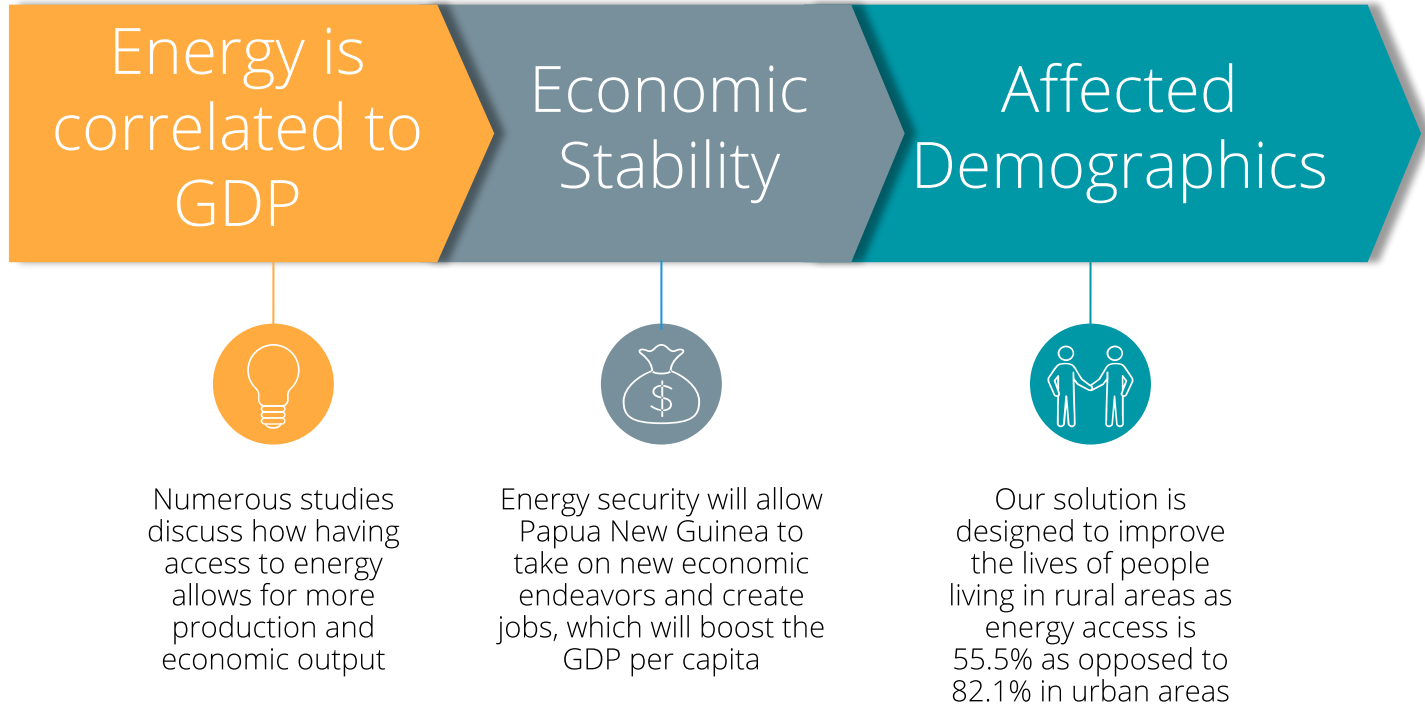 Energy is
correlated to
GDP
Economic
Stability
Affected
Demographics
$
Numerous studies
discuss how having
access to energy
allows for more
production and
economic output
Energy security will allow
Papua New Guinea to
take on new economic
endeavors and create
jobs, which will boost the
GDP per capita
Our solution is
designed to improve
the lives of people
living in rural areas as
energy access is
55.5% as opposed to
82.1% in urban areas